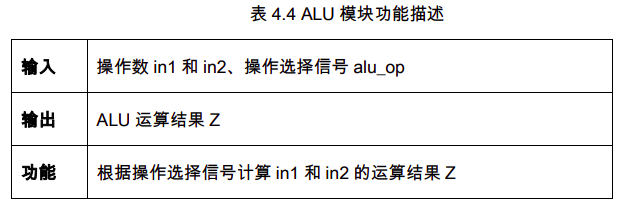 表 4.4 ALU 模块功能描述
输入 操作数 in1 和 in2、操作选择信号 alu_op
输出 ALU 运算结果 Z
功能 根据操作选择信号计算 in1 和 in2 的运算结果 Z